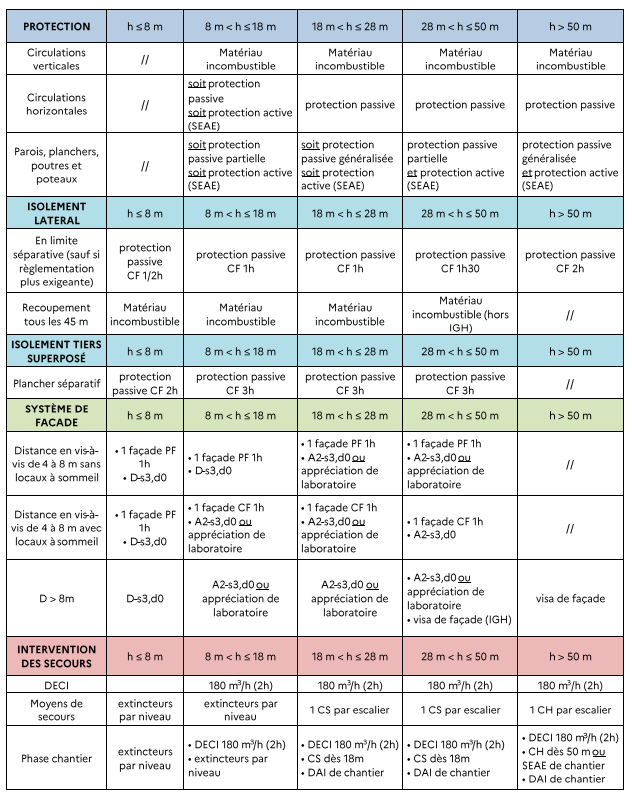 PROTECTION h ≤ 8 m 8 m < h ≤ 18 m 18 m < h ≤ 28 m 28 m < h ≤ 50 m h > 50 m
Circulations
verticales
//
Matériau
incombustible
Matériau
incombustible
Matériau
incombustible
Matériau
incombustible
Circulations
horizontales
//
soit protection
passive
soit protection active
(SEAE)
protection passive
protection passive
protection passive
Parois, planchers,
poutres et
poteaux
//
soit protection
passive partielle
soit protection active
(SEAE)
soit protection
passive généralisée
soit protection
active (SEAE)
protection passive
partielle
et protection active
(SEAE)
protection passive
généralisée
et protection active
(SEAE)
ISOLEMENT
LATERAL
h ≤ 8 m 8 m < h ≤ 18 m 18 m < h ≤ 28 m 28 m < h ≤ 50 m h > 50 m
En limite
séparative (sauf si
règlementation
plus exigeante)
protection
passive
CF 1/2h
protection passive
CF 1h
protection passive
CF 1h
protection passive
CF 1h30
protection passive
CF 2h
Recoupement
tous les 45 m
Matériau
incombustible
Matériau
incombustible
Matériau
incombustible
Matériau
incombustible (hors
IGH)
//
ISOLEMENT TIERS
SUPERPOSÉ
h ≤ 8 m 8 m < h ≤ 18 m 18 m < h ≤ 28 m 28 m < h ≤ 50 m h > 50 m
Plancher séparatif
protection
passive CF 2h
protection passive
CF 3h
protection passive
CF 3h
protection passive
CF 3h
//
SYSTÈME DE
FACADE
h ≤ 8 m 8 m < h ≤ 18 m 18 m < h ≤ 28 m 28 m < h ≤ 50 m h > 50 m
Distance en vis-à-
vis de 4 à 8 m sans
locaux à sommeil
• 1 façade PF
1h
• D-s3,d0
• 1 façade PF 1h
• D-s3,d0
• 1 façade PF 1h
• A2-s3,d0 ou
appréciation de
laboratoire
• 1 façade PF 1h
• A2-s3,d0 ou
appréciation de
laboratoire
//
Distance en vis-à-
vis de 4 à 8 m avec
locaux à sommeil
• 1 façade PF
1h
• D-s3,d0
• 1 façade CF 1h
• A2-s3,d0 ou
appréciation de
laboratoire
• 1 façade CF 1h
• A2-s3,d0 ou
appréciation de
laboratoire
• 1 façade CF 1h
• A2-s3,d0
//
D > 8m
D-s3,d0
A2-s3,d0 ou
appréciation de
laboratoire
A2-s3,d0 ou
appréciation de
laboratoire
• A2-s3,d0 ou
appréciation de
laboratoire
• visa de façade (IGH)
visa de façade
INTERVENTION
DES SECOURS
h ≤ 8 m 8 m < h ≤ 18 m 18 m < h ≤ 28 m 28 m < h ≤ 50 m h > 50 m
DECI 180 m³/h (2h) 180 m³/h (2h) 180 m³/h (2h) 180 m³/h (2h)
Moyens de
secours
extincteurs
par niveau
extincteurs par
niveau
1 CS par escalier
1 CS par escalier
1 CH par escalier
Phase chantier
extincteurs
par niveau
• DECI 180 m³/h (2h)
• extincteurs par
niveau
• DECI 180 m³/h (2h)
• CS dès 18m
• DAI de chantier
• DECI 180 m³/h (2h)
• CS dès 18m
• DAI de chantier
• DECI 180 m³/h (2h)
• CH dès 50 m ou
SEAE de chantier
• DAI de chantier